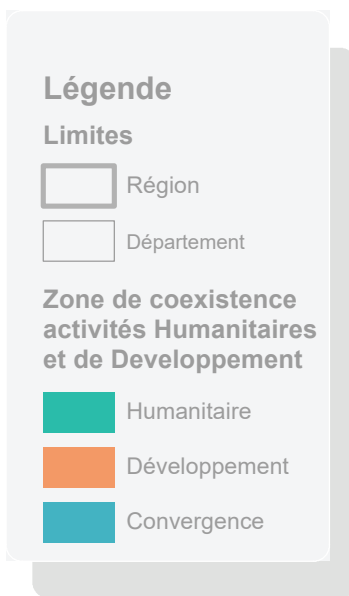 Légende
Limites
Région
Département
Zone de coexistence
activités Humanitaires
et de Developpement
Humanitaire
Développement
Convergence